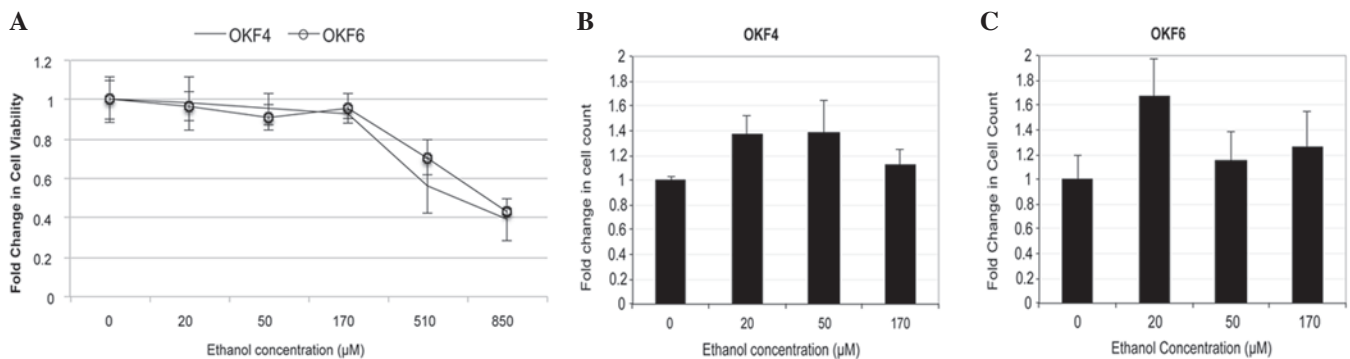 A
OKF4 OKF6
1.2
1
0.8
0.6
0.4
0.2
0
Fold Change in Cell Viability
0 20 50 170 510 850
Ethanol concentration (µM)
B
OKF4
2
1.8
1.6
1.4
1.2
1
0.8
0.6
0.4
0.2
0
Fold change in cell count
0 20 50 170
Ethanol concentration (µM)
C
OKF6
2
1.8
1.6
1.4
1.2
1
0.8
0.6
0.4
0.2
0
Fold Change in Cell Count
0 20 50 170
Ethanol Concentration (µM)